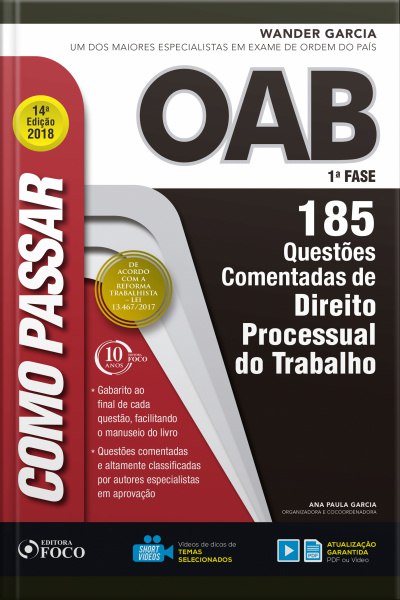 WANDER GARCIA
UM DOS MAIORES ESPECIALISTAS EM EXAME DE ORDEM DO PAÍS
14ª
Edição
2018
OAB
1ª FASE
COMO PASSAR
185
Questões
Comentadas de
Direito
Processual
do Trabalho
DE
ACORDO
COM A
REFORMA
TRABALHISTA
– LEI
13.467/2017
10
ANOS
EDITORA
FOCO
* Gabarito ao
final de cada
questão, facilitando
o manuseio do livro
* Questões comentadas
e altamente classificadas
por autores especialistas
em aprovação
ANA PAULA GARCIA
ORGANIZADORA E COCOORDENADORA
EDITORA
FOCO
SHORT
VIDEOS
Vídeos de dicas de
TEMAS
SELECIONADOS
PDF
ATUALIZAÇÃO
GARANTIDA
PDF ou Vídeo